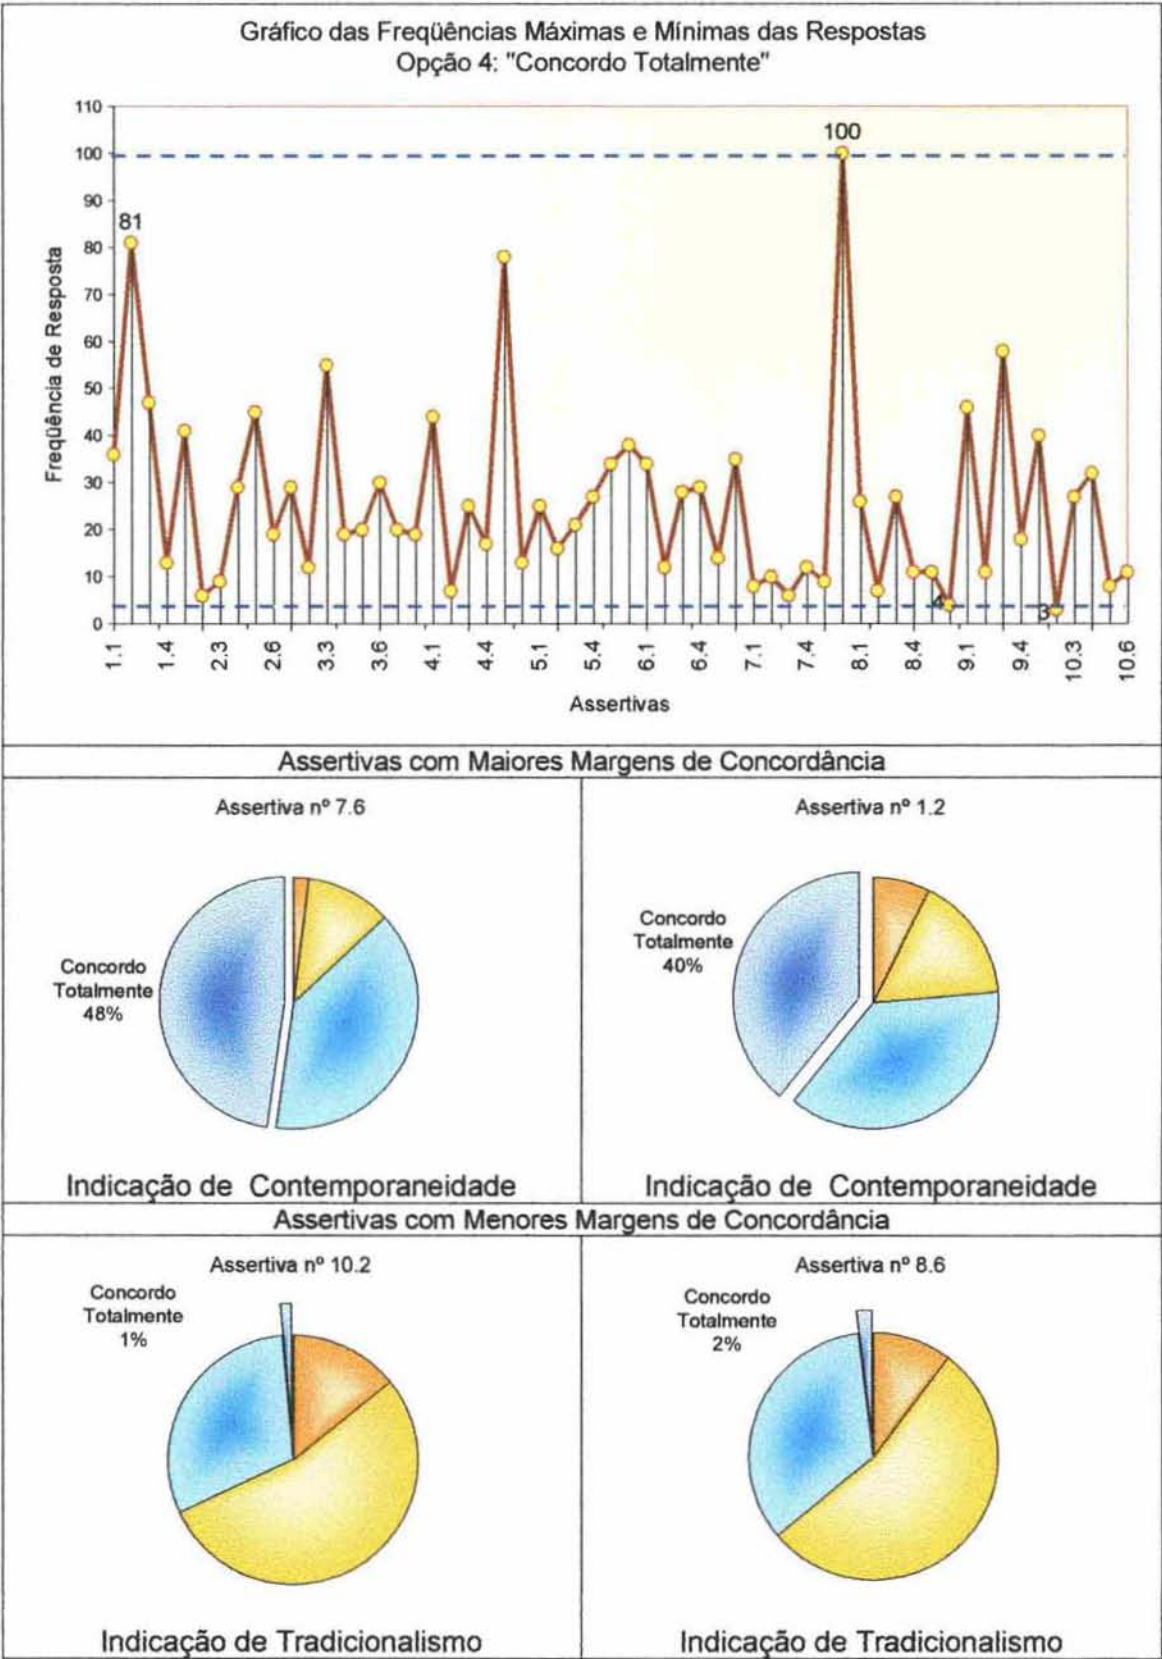 Gráfico das Freqüências Máximas e Mínimas das Respostas
Opção 4: "Concordo Totalmente"
110
100
90
80
70
60
50
40
30
20
10
0
Freqüência de Resposta
81
100
4
3
1.1 1.4 2.3 2.6 3.3 3.6 4.1 4.4 5.1 5.4 6.1 6.4 7.1 7.4 8.1 8.4 9.1 9.4 10.3 10.6
Assertivas
Assertivas com Maiores Margens de Concordância
Assertiva nº 7.6
Concordo
Totalmente
48%
Indicação de Contemporaneidade
Assertiva nº 1.2
Concordo
Totalmente
40%
Indicação de Contemporaneidade
Assertivas com Menores Margens de Concordância
Assertiva nº 10.2
Concordo
Totalmente
1%
Indicação de Tradicionalismo
Assertiva nº 8.6
Concordo
Totalmente
2%
Indicação de Tradicionalismo